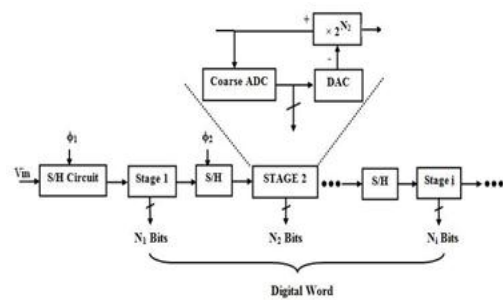 +
× 2^N₂
-
Coarse ADC
DAC
ϕ₁
ϕ₂
Vin
S/H Circuit
Stage 1
S/H
STAGE 2
S/H
Stage i
N₁ Bits
N₂ Bits
Nᵢ Bits
Digital Word